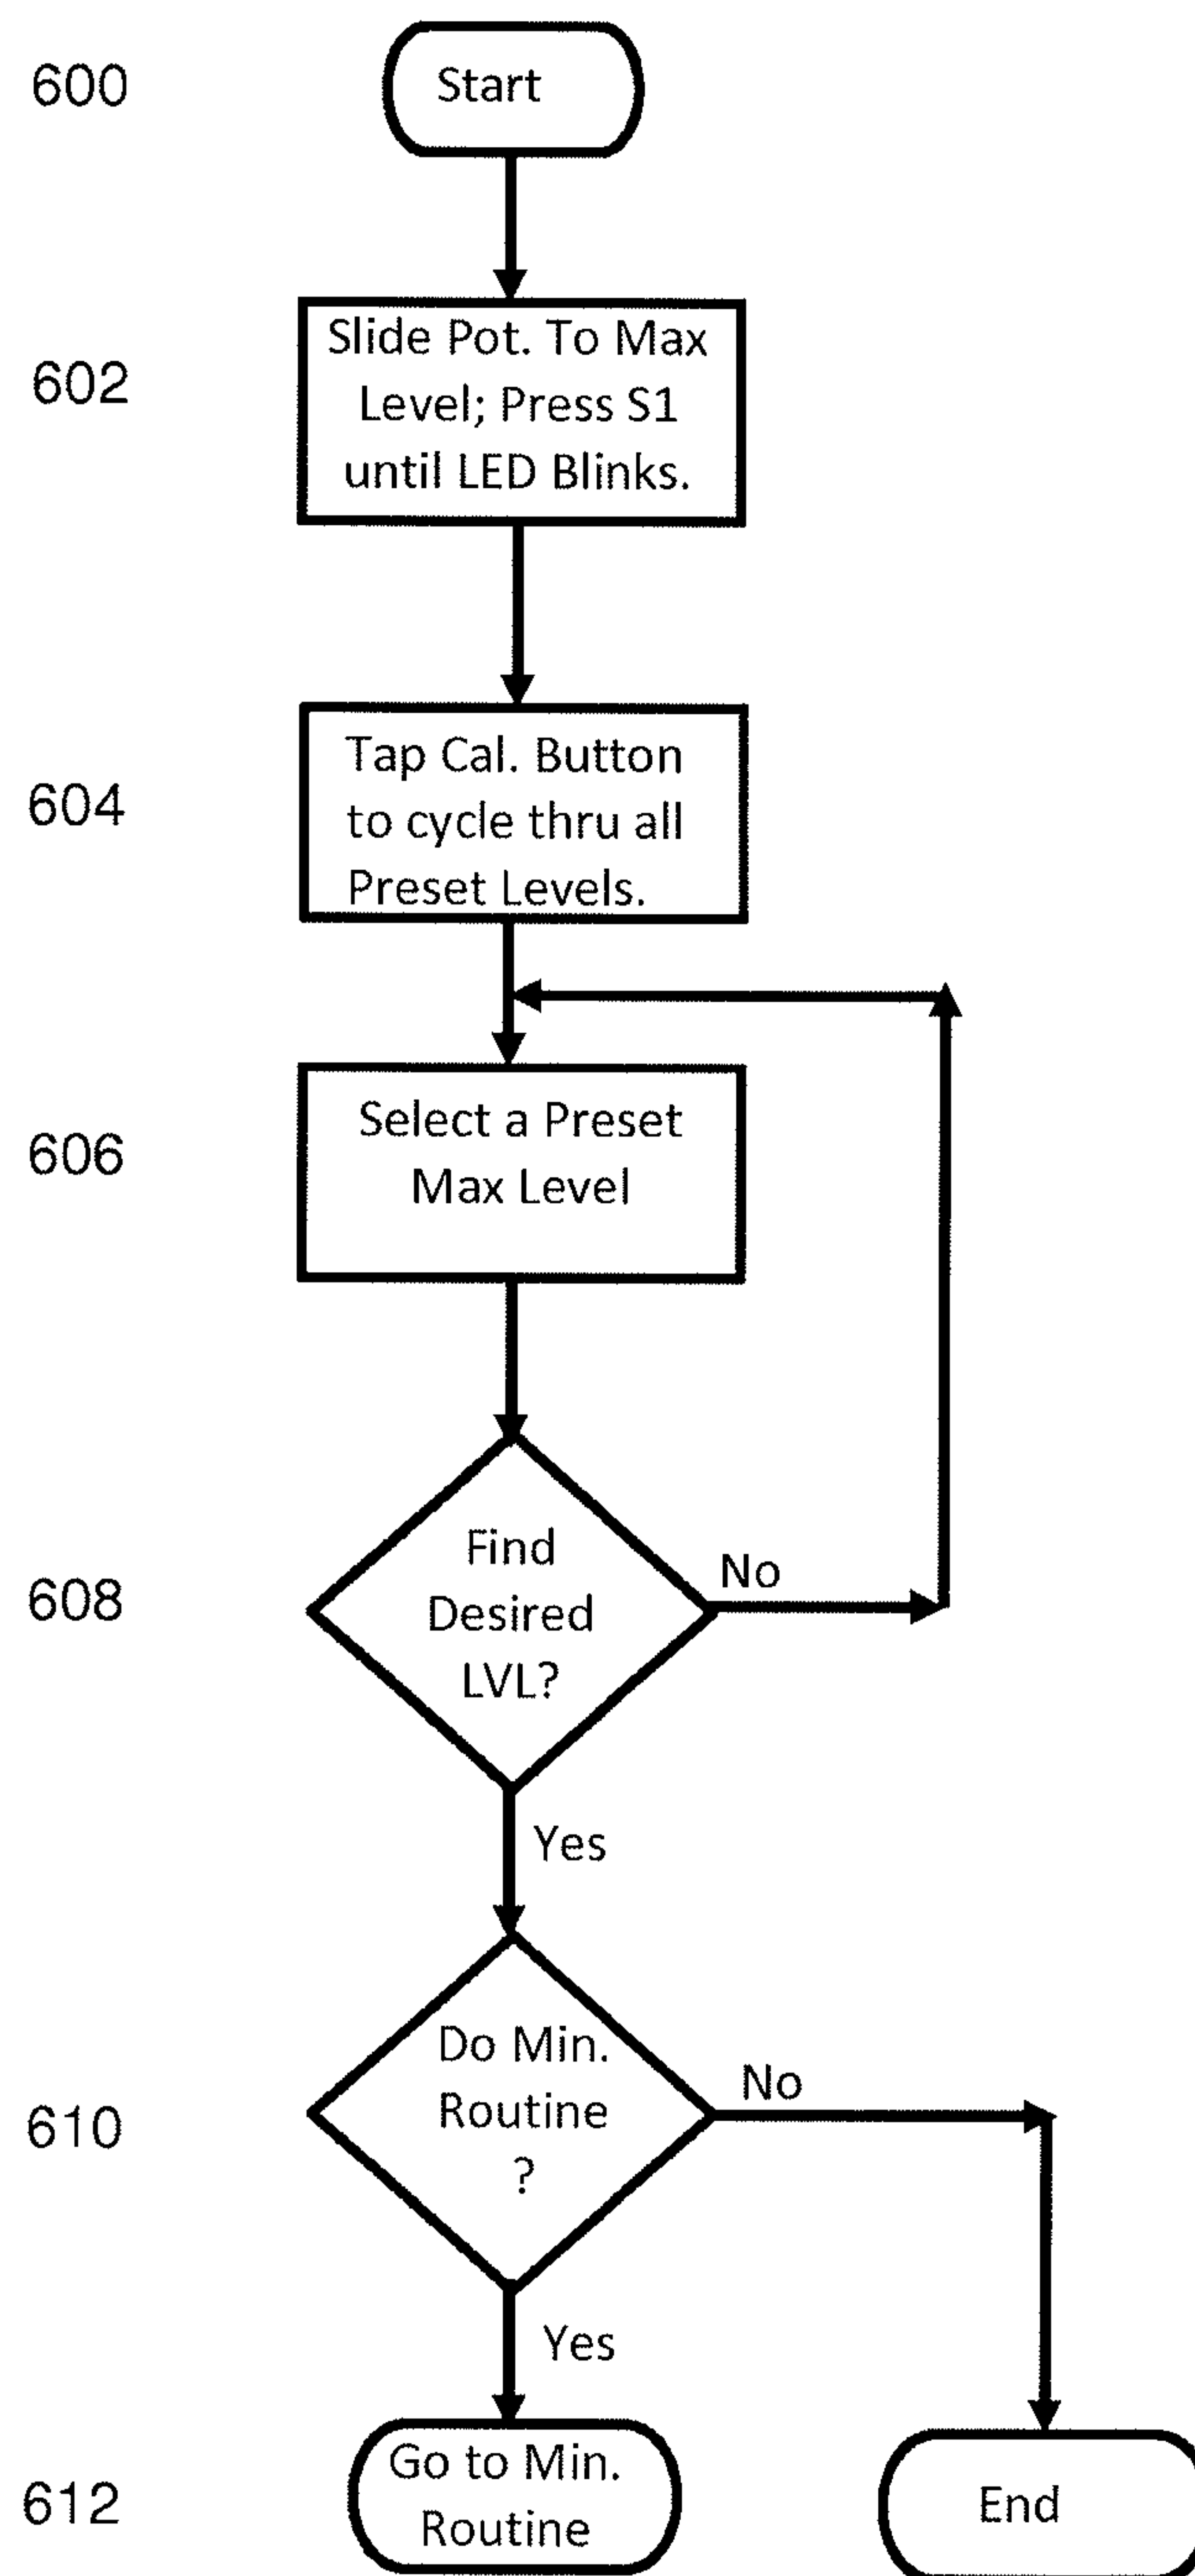 600
Start
602
Slide Pot. To Max
Level; Press S1
until LED Blinks.
604
Tap Cal. Button
to cycle thru all
Preset Levels.
606
Select a Preset
Max Level
608
Find
Desired
LVL?
No
Yes
610
Do Min.
Routine
?
No
Yes
612
Go to Min.
Routine
End